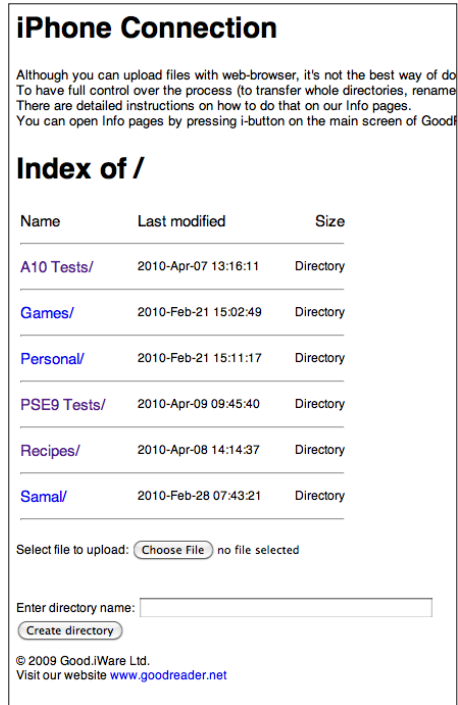 iPhone Connection
Although you can upload files with web-browser, it's not the best way of do
To have full control over the process (to transfer whole directories, rename
There are detailed instructions on how to do that on our Info pages.
You can open Info pages by pressing i-button on the main screen of Good
Index of /
Name Last modified Size
A10 Tests/ 2010-Apr-07 13:16:11 Directory
Games/ 2010-Feb-21 15:02:49 Directory
Personal/ 2010-Feb-21 15:11:17 Directory
PSE9 Tests/ 2010-Apr-09 09:45:40 Directory
Recipes/ 2010-Apr-08 14:14:37 Directory
Samal/ 2010-Feb-28 07:43:21 Directory
Select file to upload: Choose File no file selected
Enter directory name:
Create directory
© 2009 Good.iWare Ltd.
Visit our website www.goodreader.net